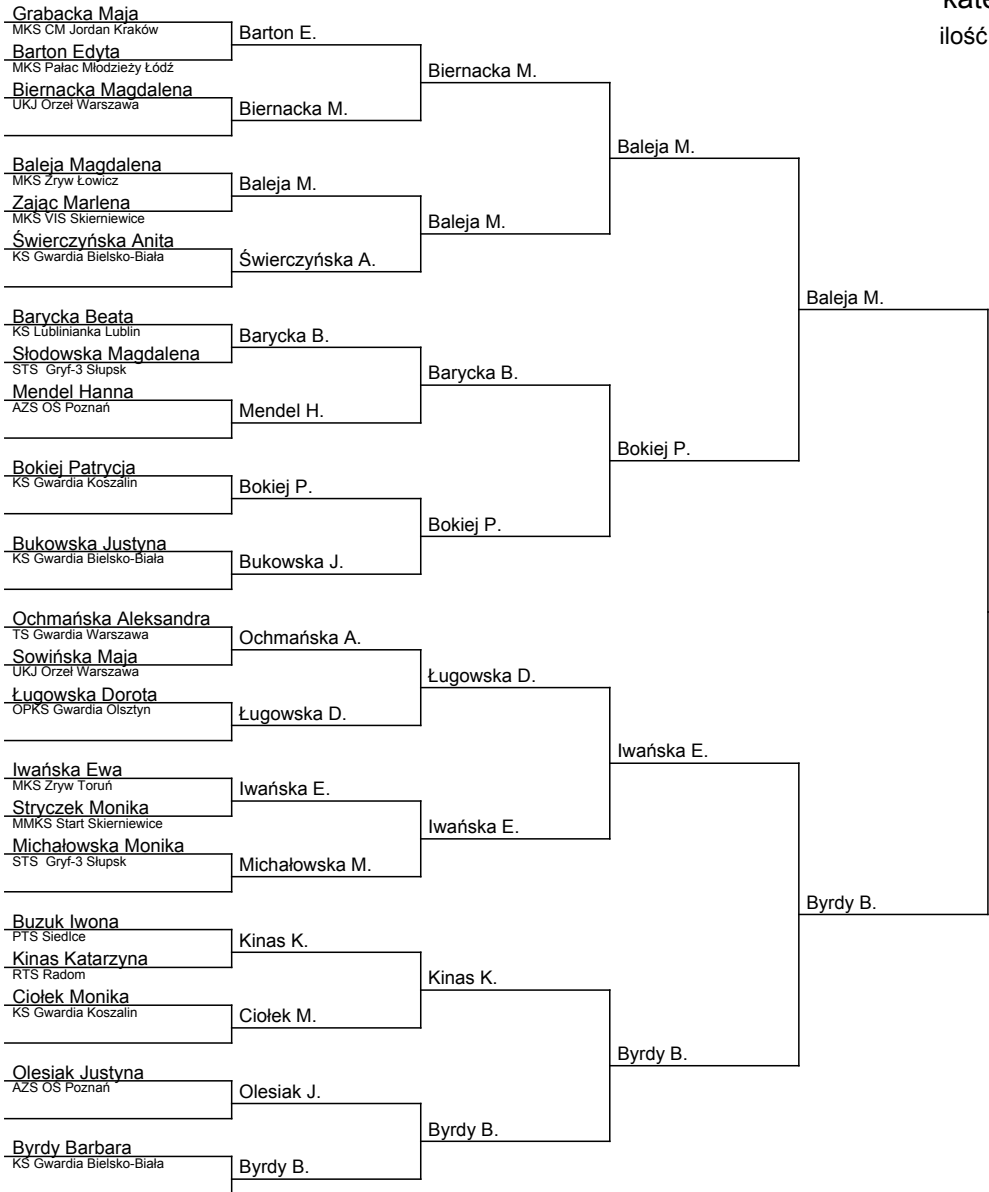 Grabacka Maja
MKS CM Jordan Kraków
Barton Edyta
MKS Pałac Młodzieży Łódź
Biernacka Magdalena
UKJ Orzeł Warszawa
Baleja Magdalena
MKS Zryw Łowicz
Zając Marlena
MKS VIS Skierniewice
Świerczyńska Anita
KS Gwardia Bielsko-Biała
Barycka Beata
KS Lublinianka Lublin
Słodowska Magdalena
STS Gryf-3 Słupsk
Mendel Hanna
AZS OŚ Poznań
Bokiej Patrycja
KS Gwardia Koszalin
Bukowska Justyna
KS Gwardia Bielsko-Biała
Ochmańska Aleksandra
TS Gwardia Warszawa
Sowińska Maja
UKJ Orzeł Warszawa
Ługowska Dorota
OPKS Gwardia Olsztyn
Iwańska Ewa
MKS Zryw Toruń
Stryczek Monika
MMKS Start Skierniewice
Michałowska Monika
STS Gryf-3 Słupsk
Buzuk Iwona
PTS Siedlce
Kinas Katarzyna
RTS Radom
Ciołek Monika
KS Gwardia Koszalin
Olesiak Justyna
AZS OŚ Poznań
Byrdy Barbara
KS Gwardia Bielsko-Biała
Barton E.
Biernacka M.
Baleja M.
Świerczyńska A.
Barycka B.
Mendel H.
Bokiej P.
Bukowska J.
Ochmańska A.
Ługowska D.
Iwańska E.
Michałowska M.
Kinas K.
Ciołek M.
Olesiak J.
Byrdy B.
Biernacka M.
Baleja M.
Barycka B.
Bokiej P.
Ługowska D.
Iwańska E.
Kinas K.
Byrdy B.
Baleja M.
Bokiej P.
Iwańska E.
Byrdy B.
Baleja M.
Byrdy B.
ilość